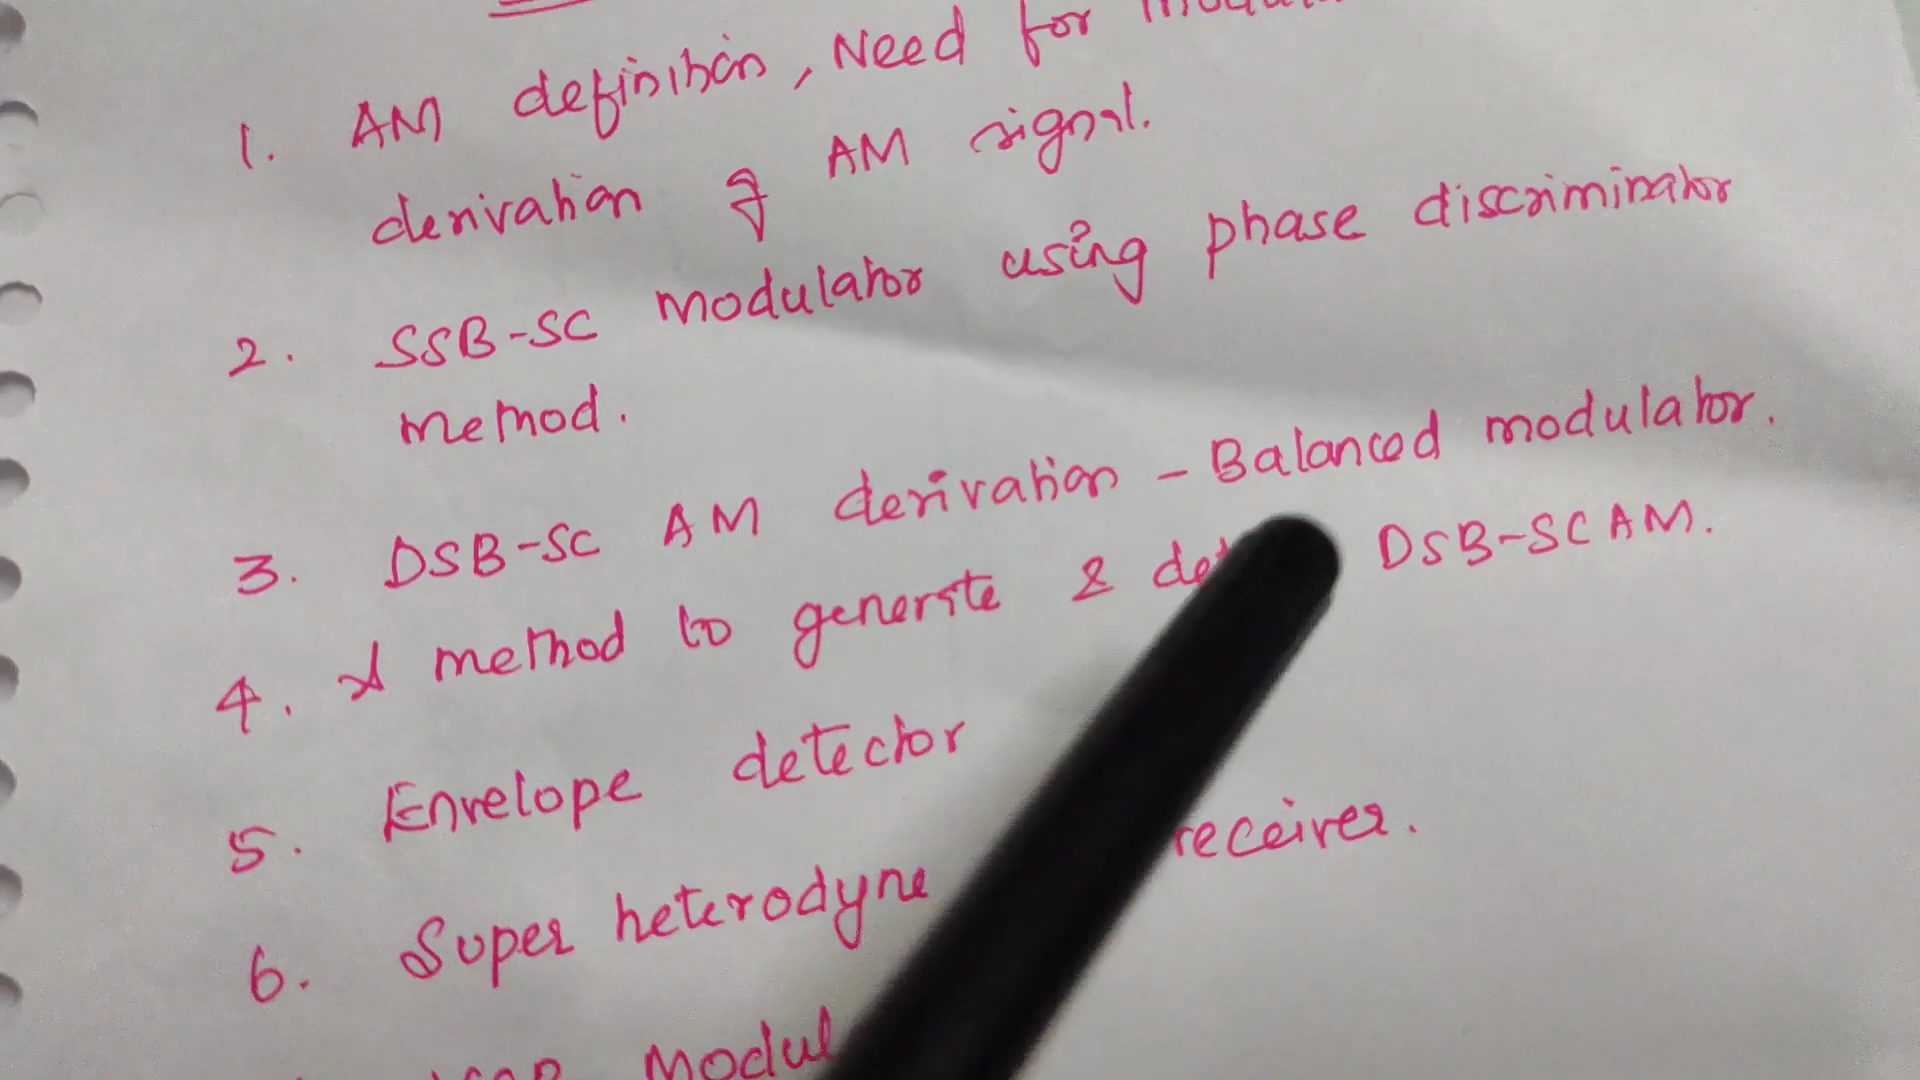 1. AM definition, Need for
derivation of AM signal.
2. SSB-SC modulator using phase discriminator
method.
3. DSB-SC AM derivation - Balanced modulator.
4. A method to generate & DSB-SC AM.
5. Envelope detector
6. Super heterodyne receiver.